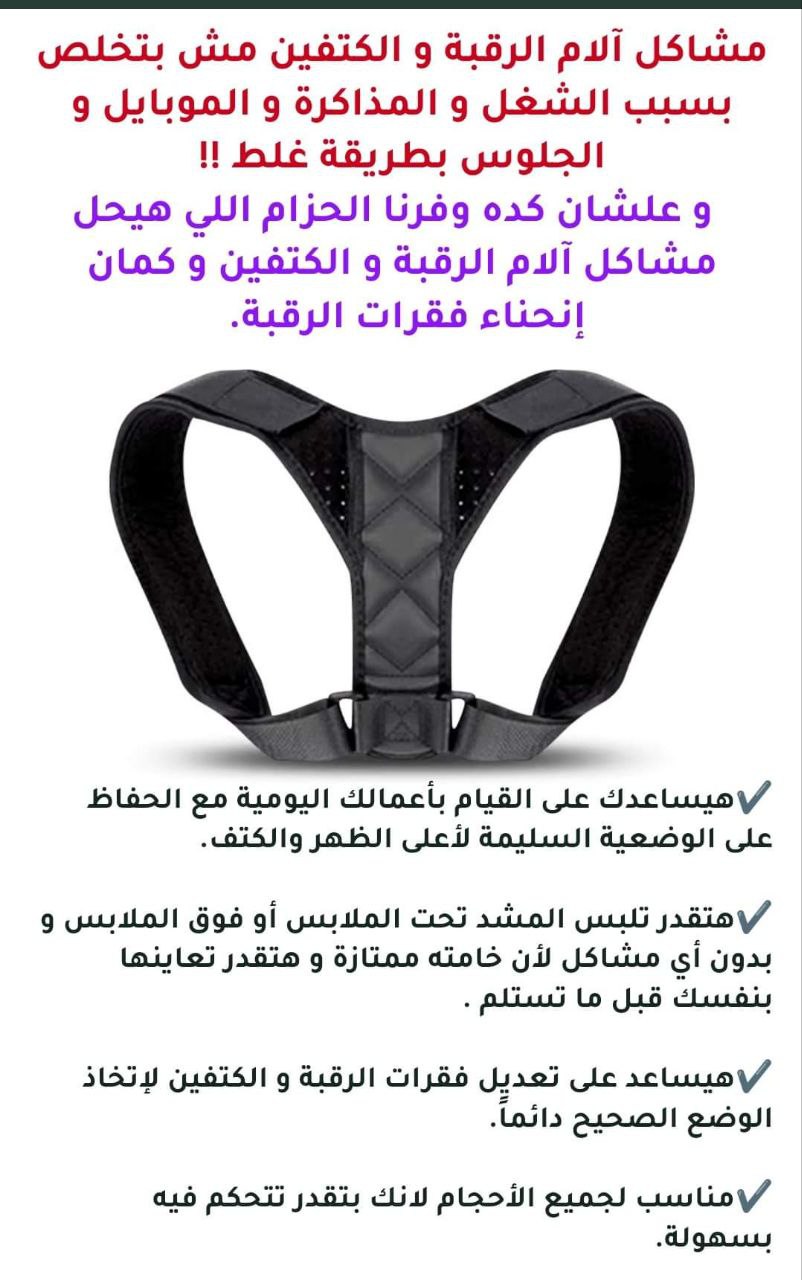 مشاكل آلام الرقبة و الكتفين مش بتخلص
بسبب الشغل و المذاكرة و الموبايل و
الجلوس بطريقة غلط !!
و علشان كده وفرنا الحزام اللي هيحل
مشاكل آلام الرقبة و الكتفين و كمان
إنحناء فقرات الرقبة.
✔هيساعدك على القيام بأعمالك اليومية مع الحفاظ
على الوضعية السليمة لأعلى الظهر والكتف.
✔هتقدر تلبس المشد تحت الملابس أو فوق الملابس و
بدون أي مشاكل لأن خامته ممتازة و هتقدر تعاينها
بنفسك قبل ما تستلم .
✔هيساعد على تعديل فقرات الرقبة و الكتفين لإتخاذ
الوضع الصحيح دائماً.
✔مناسب لجميع الأحجام لانك بتقدر تتحكم فيه
بسهولة.